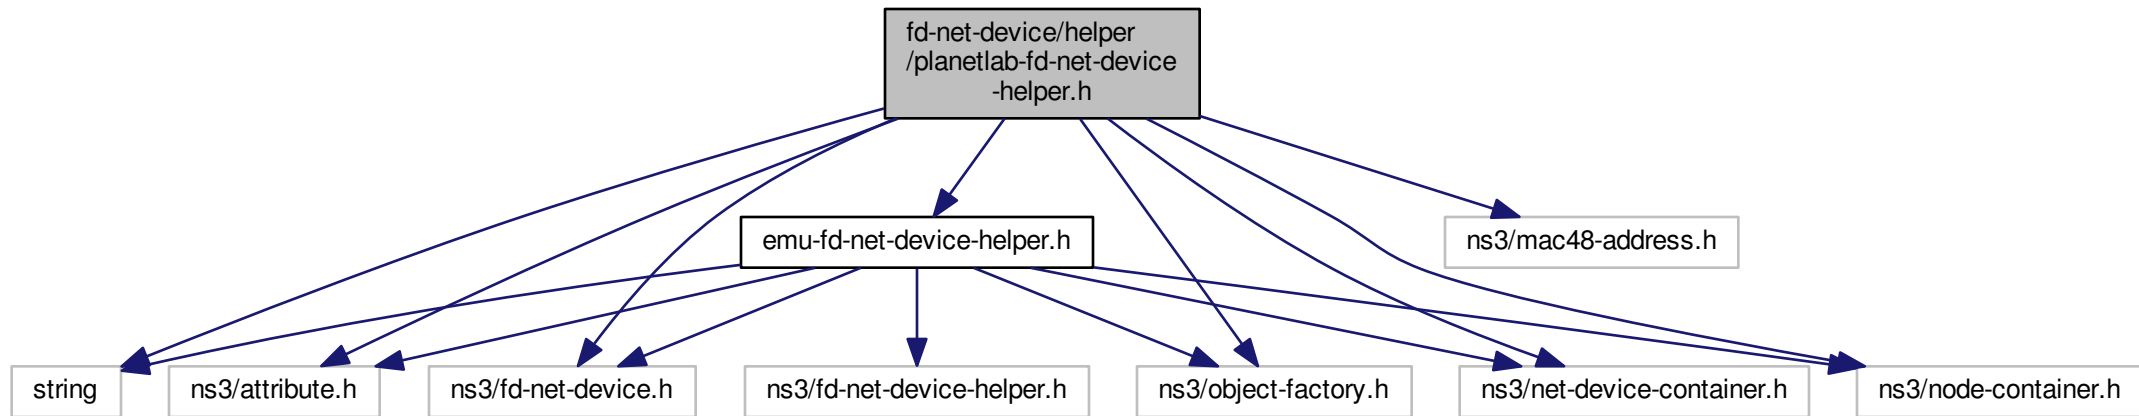 fd-net-device/helper
/planetlab-fd-net-device
-helper.h
emu-fd-net-device-helper.h
ns3/mac48-address.h
string
ns3/attribute.h
ns3/fd-net-device.h
ns3/fd-net-device-helper.h
ns3/object-factory.h
ns3/net-device-container.h
ns3/node-container.h